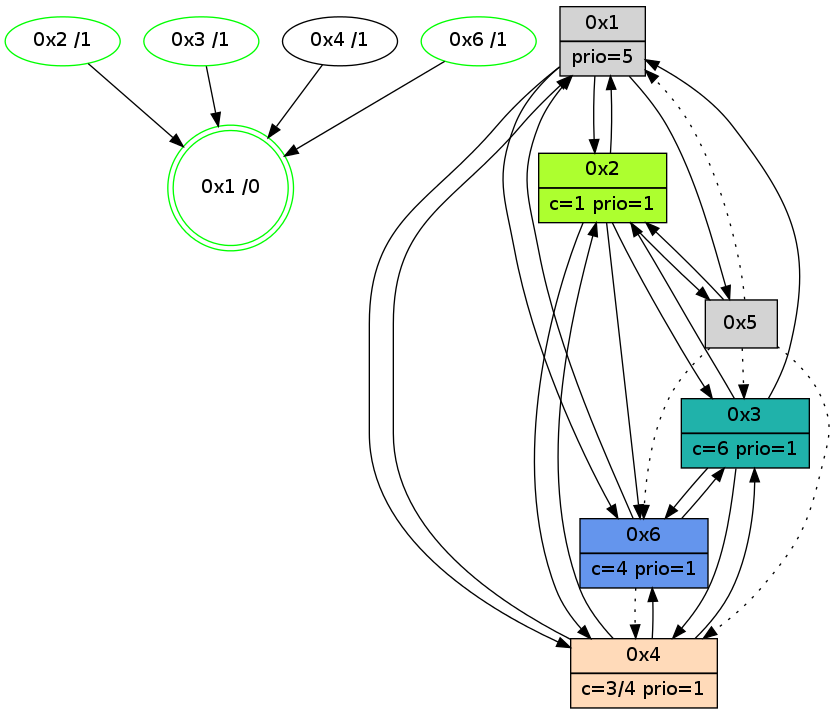 0x2 /1
0x3 /1
0x4 /1
0x6 /1
0x1
prio=5
0x1 /0
0x2
c=1 prio=1
0x5
0x3
c=6 prio=1
0x6
c=4 prio=1
0x4
c=3/4 prio=1